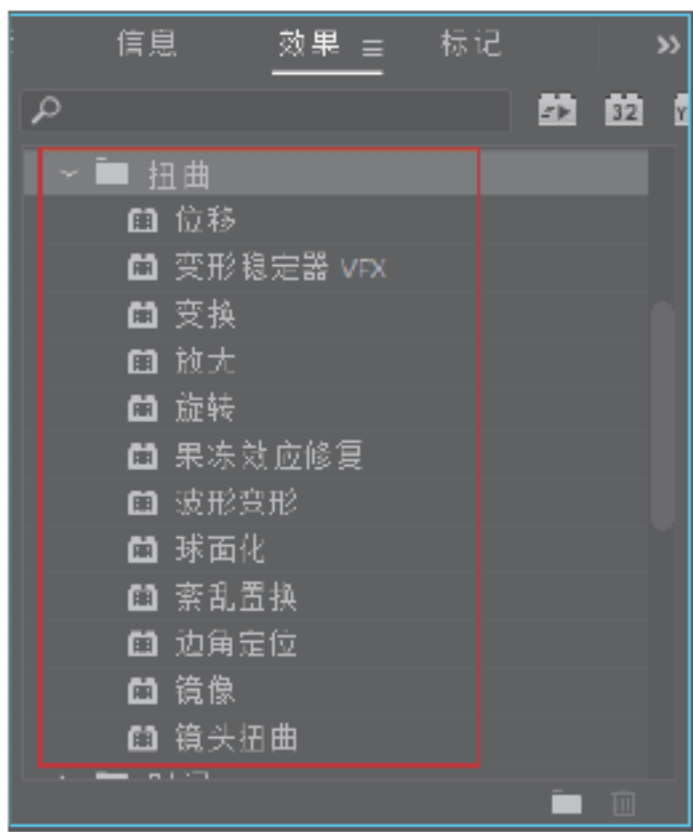 信息 效果 标记
32
扭曲
位移
变形稳定器 VFX
变换
放大
旋转
果冻效应修复
波形变形
球面化
紊乱置换
边角定位
镜像
镜头扭曲